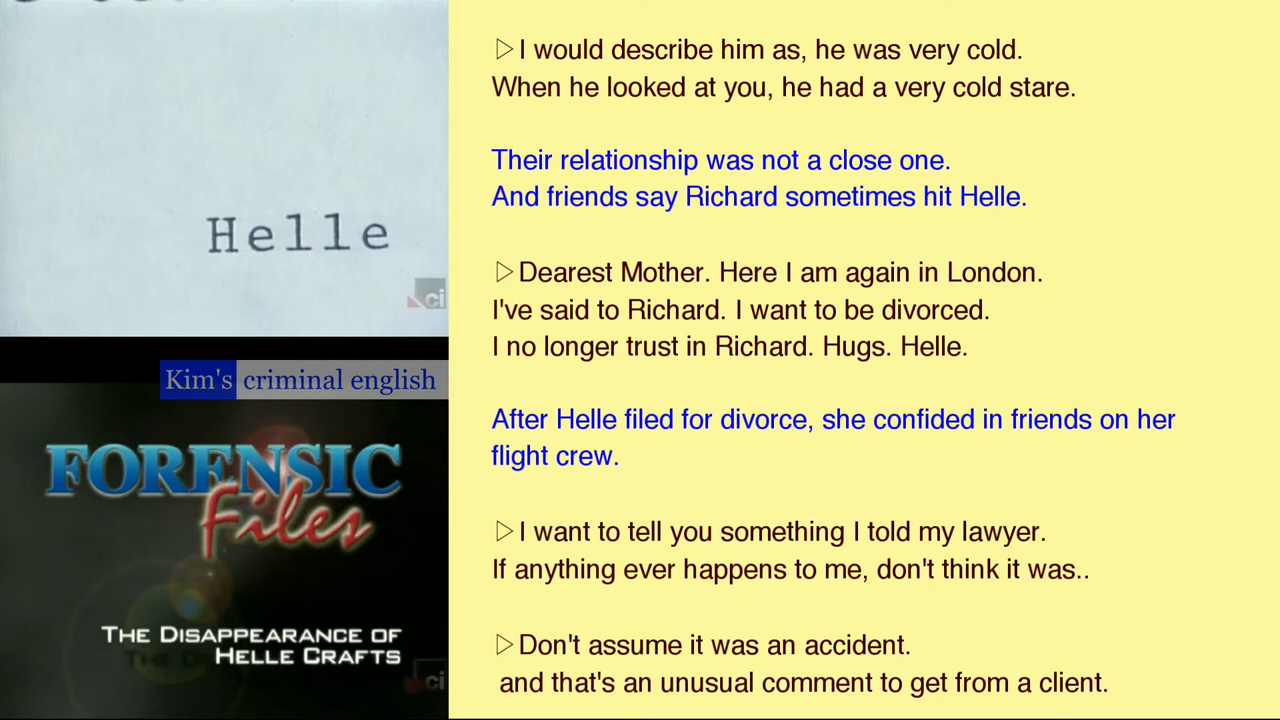 Helle
ci
Kim's criminal english
FORENSIC
Files
THE DISAPPEARANCE OF
HELLE CRAFTS
ci
▷I would describe him as, he was very cold.
When he looked at you, he had a very cold stare.
Their relationship was not a close one.
And friends say Richard sometimes hit Helle.
▷Dearest Mother. Here I am again in London.
I've said to Richard. I want to be divorced.
I no longer trust in Richard. Hugs. Helle.
After Helle filed for divorce, she confided in friends on her
flight crew.
▷I want to tell you something I told my lawyer.
If anything ever happens to me, don't think it was..
▷Don't assume it was an accident.
and that's an unusual comment to get from a client.